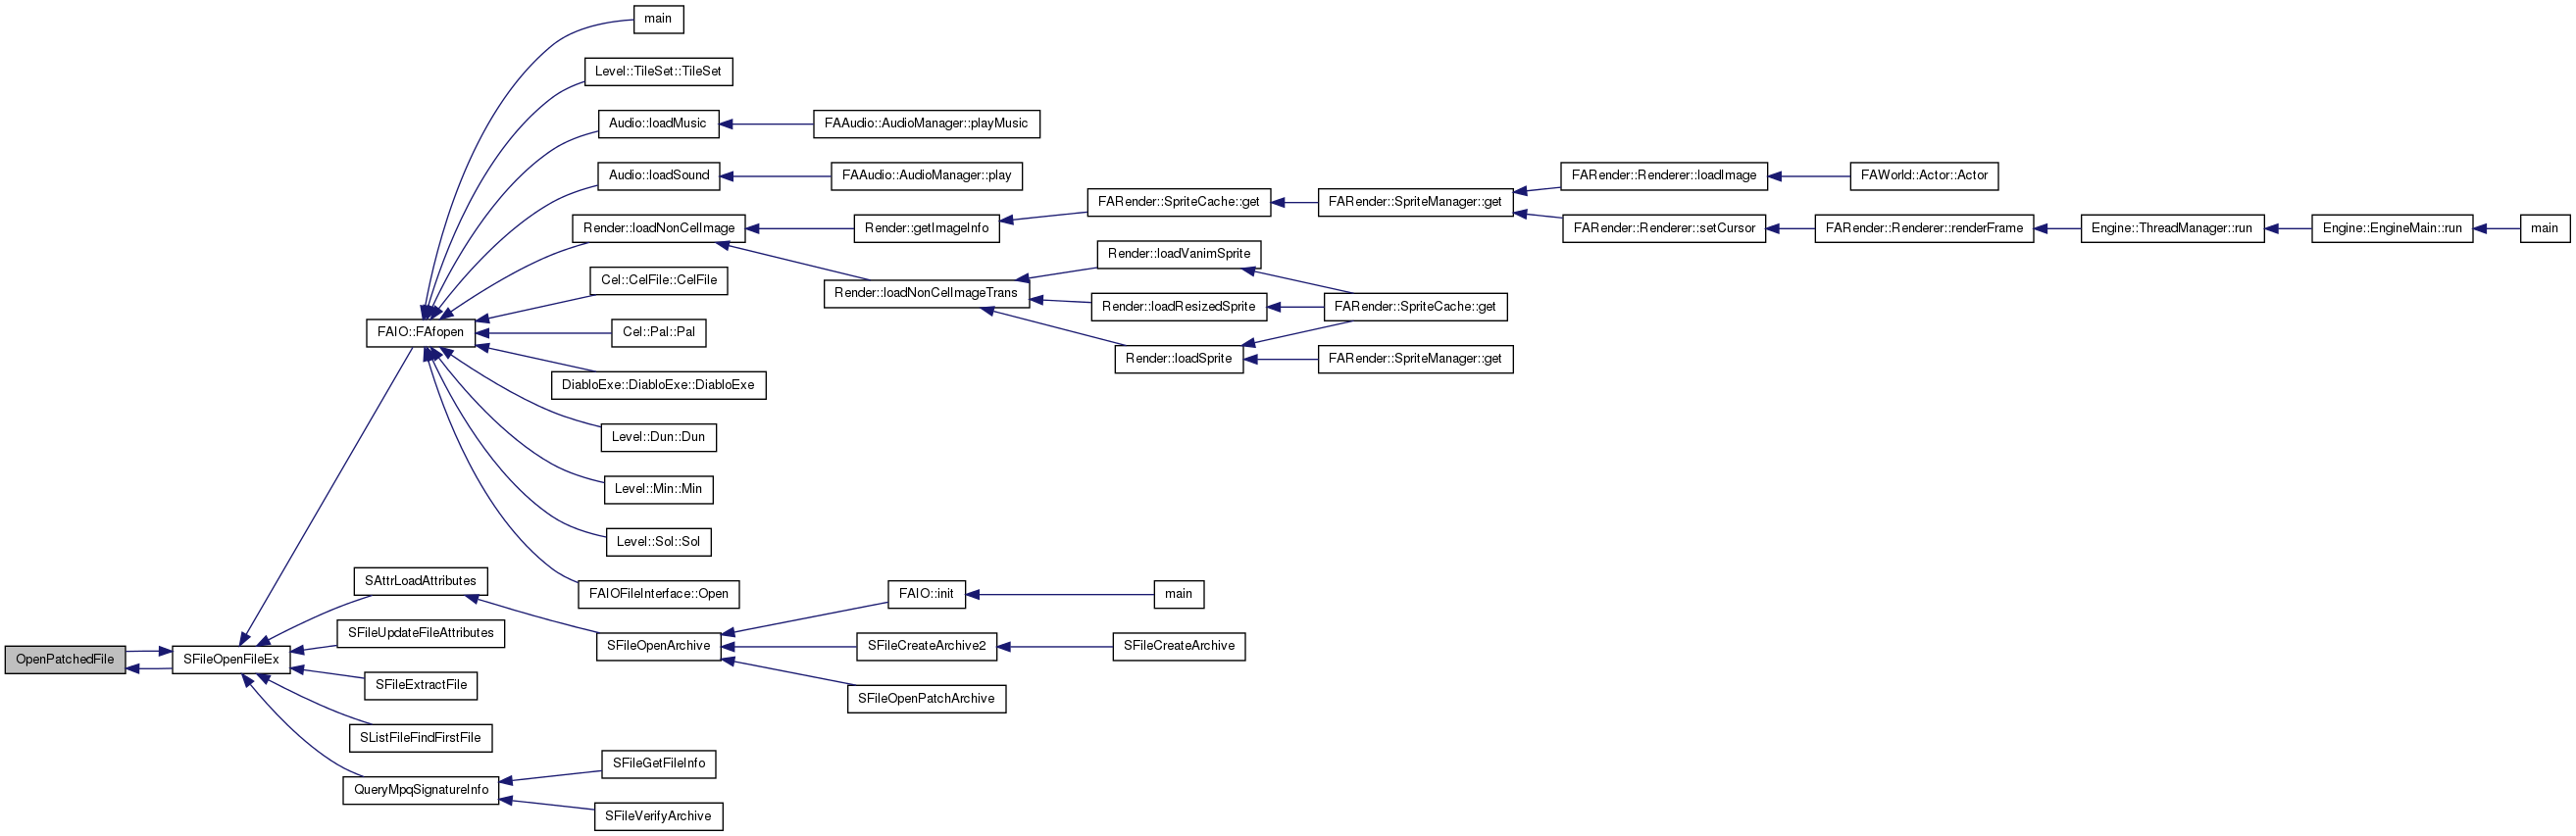 main
Level::TileSet::TileSet
Audio::loadMusic
FAAudio::AudioManager::playMusic
Audio::loadSound
FAAudio::AudioManager::play
FARender::Renderer::loadImage
FAWorld::Actor::Actor
FARender::SpriteCache::get
FARender::SpriteManager::get
Render::loadNonCelImage
Render::getImageInfo
FARender::Renderer::setCursor
FARender::Renderer::renderFrame
Engine::ThreadManager::run
Engine::EngineMain::run
main
Render::loadVanimSprite
Cel::CelFile::CelFile
Render::loadNonCelImageTrans
Render::loadResizedSprite
FARender::SpriteCache::get
FAIO::FAfopen
Cel::Pal::Pal
Render::loadSprite
FARender::SpriteManager::get
DiabloExe::DiabloExe::DiabloExe
Level::Dun::Dun
Level::Min::Min
Level::Sol::Sol
SAttrLoadAttributes
FAIOFileInterface::Open
FAIO::init
main
SFileUpdateFileAttributes
SFileOpenArchive
SFileCreateArchive2
SFileCreateArchive
OpenPatchedFile
SFileOpenFileEx
SFileExtractFile
SFileOpenPatchArchive
SListFileFindFirstFile
SFileGetFileInfo
QueryMpqSignatureInfo
SFileVerifyArchive